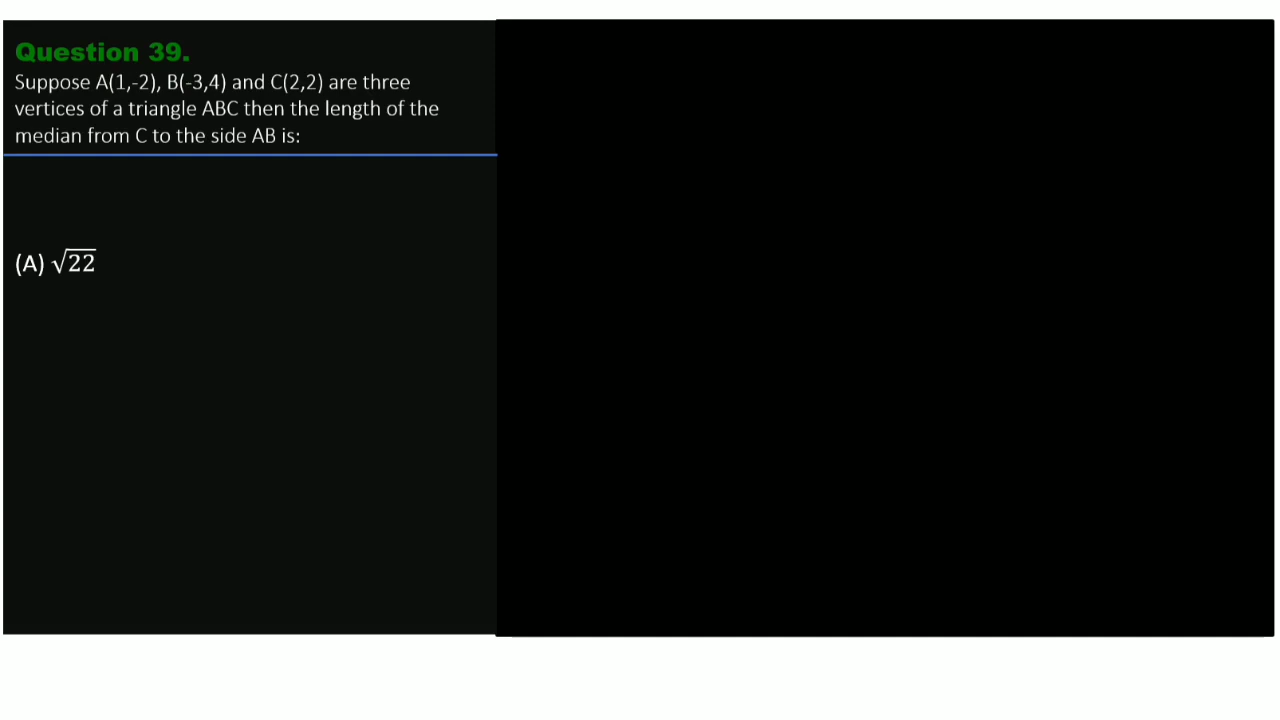 Question 39.
Suppose A(1,-2), B(-3,4) and C(2,2) are three
vertices of a triangle ABC then the length of the
median from C to the side AB is:
(A) √22